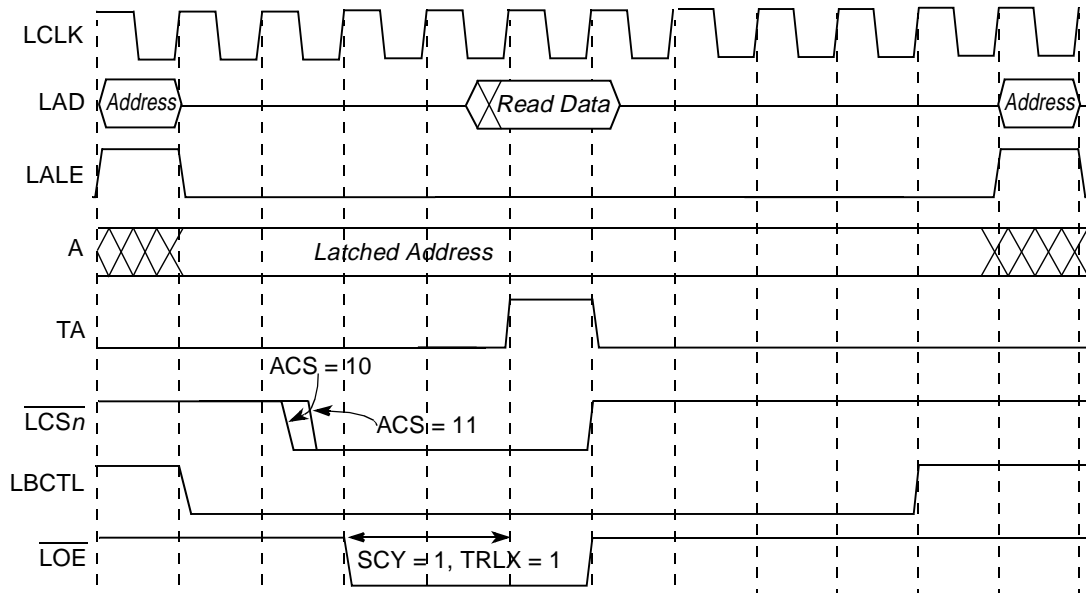 LCLK
LAD
Address
Read Data
Address
LALE
A
Latched Address
TA
ACS = 10
LCSn
ACS = 11
LBCTL
LOE
SCY = 1, TRLX = 1